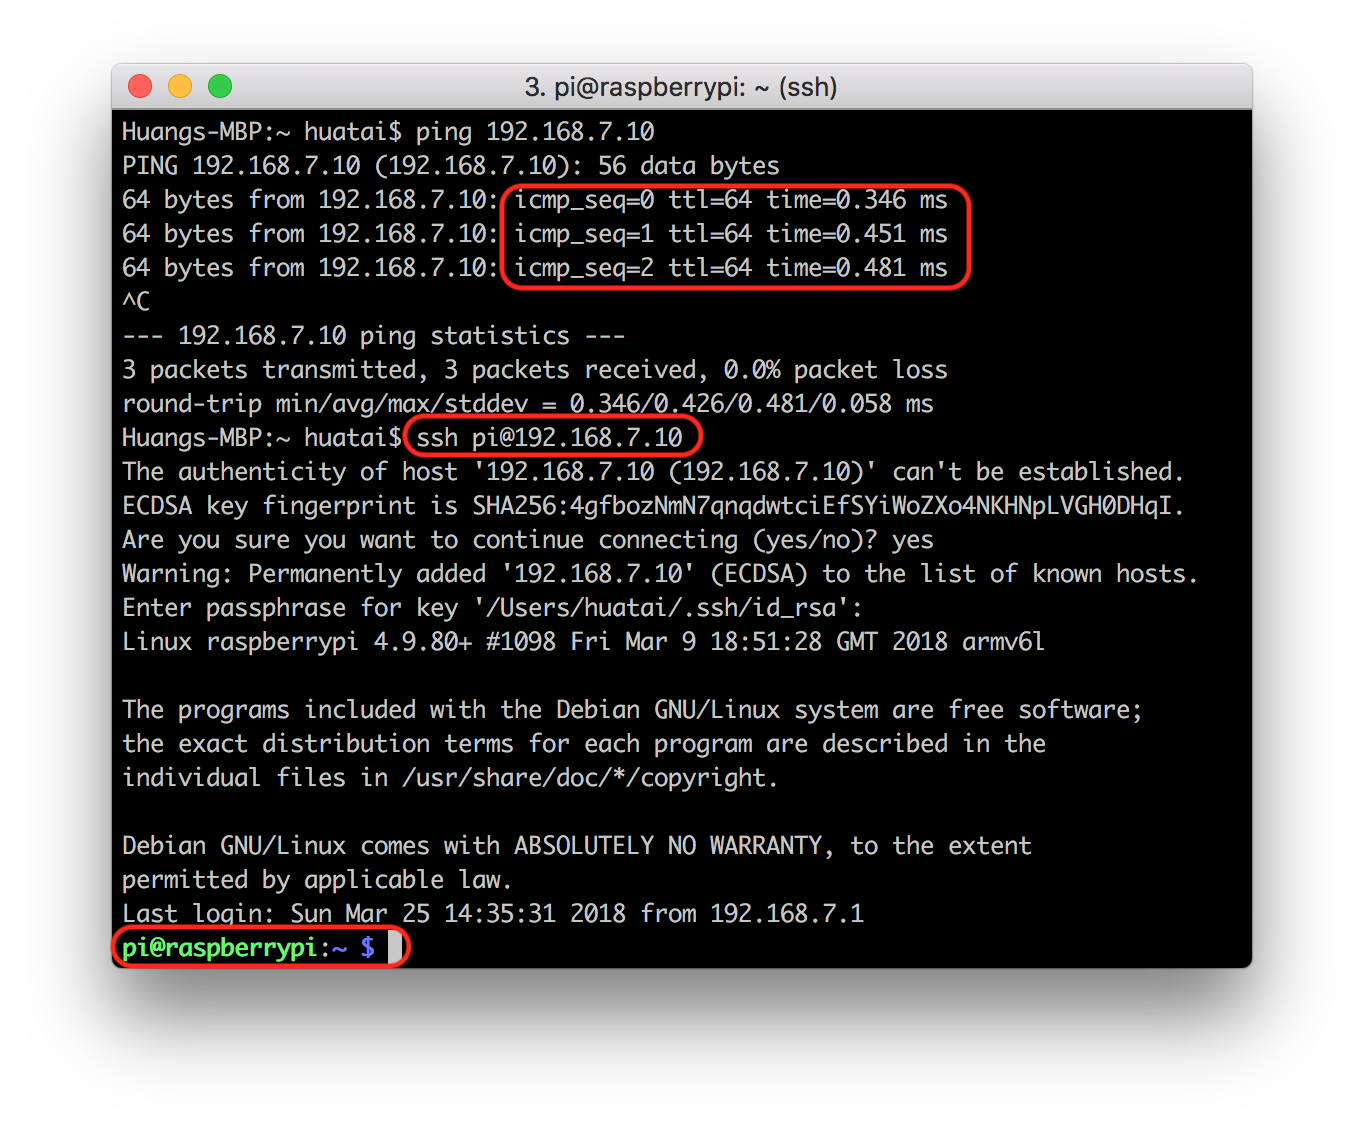 3. pi@raspberrypi: ~ (ssh)
Huangs-MBP:~ huatai$ ping 192.168.7.10
PING 192.168.7.10 (192.168.7.10): 56 data bytes
64 bytes from 192.168.7.10: icmp_seq=0 ttl=64 time=0.346 ms
64 bytes from 192.168.7.10: icmp_seq=1 ttl=64 time=0.451 ms
64 bytes from 192.168.7.10: icmp_seq=2 ttl=64 time=0.481 ms
^C
--- 192.168.7.10 ping statistics ---
3 packets transmitted, 3 packets received, 0.0% packet loss
round-trip min/avg/max/stddev = 0.346/0.426/0.481/0.058 ms
Huangs-MBP:~ huatai$ ssh pi@192.168.7.10
The authenticity of host '192.168.7.10 (192.168.7.10)' can't be established.
ECDSA key fingerprint is SHA256:4gfbozNmN7qnqdwtciEfSYiWoZXo4NKHNpLVGH0DHqI.
Are you sure you want to continue connecting (yes/no)? yes
Warning: Permanently added '192.168.7.10' (ECDSA) to the list of known hosts.
Enter passphrase for key '/Users/huatai/.ssh/id_rsa':
Linux raspberrypi 4.9.80+ #1098 Fri Mar 9 18:51:28 GMT 2018 armv6l
The programs included with the Debian GNU/Linux system are free software;
the exact distribution terms for each program are described in the
individual files in /usr/share/doc/*/copyright.
Debian GNU/Linux comes with ABSOLUTELY NO WARRANTY, to the extent
permitted by applicable law.
Last login: Sun Mar 25 14:35:31 2018 from 192.168.7.1
pi@raspberrypi:~ $